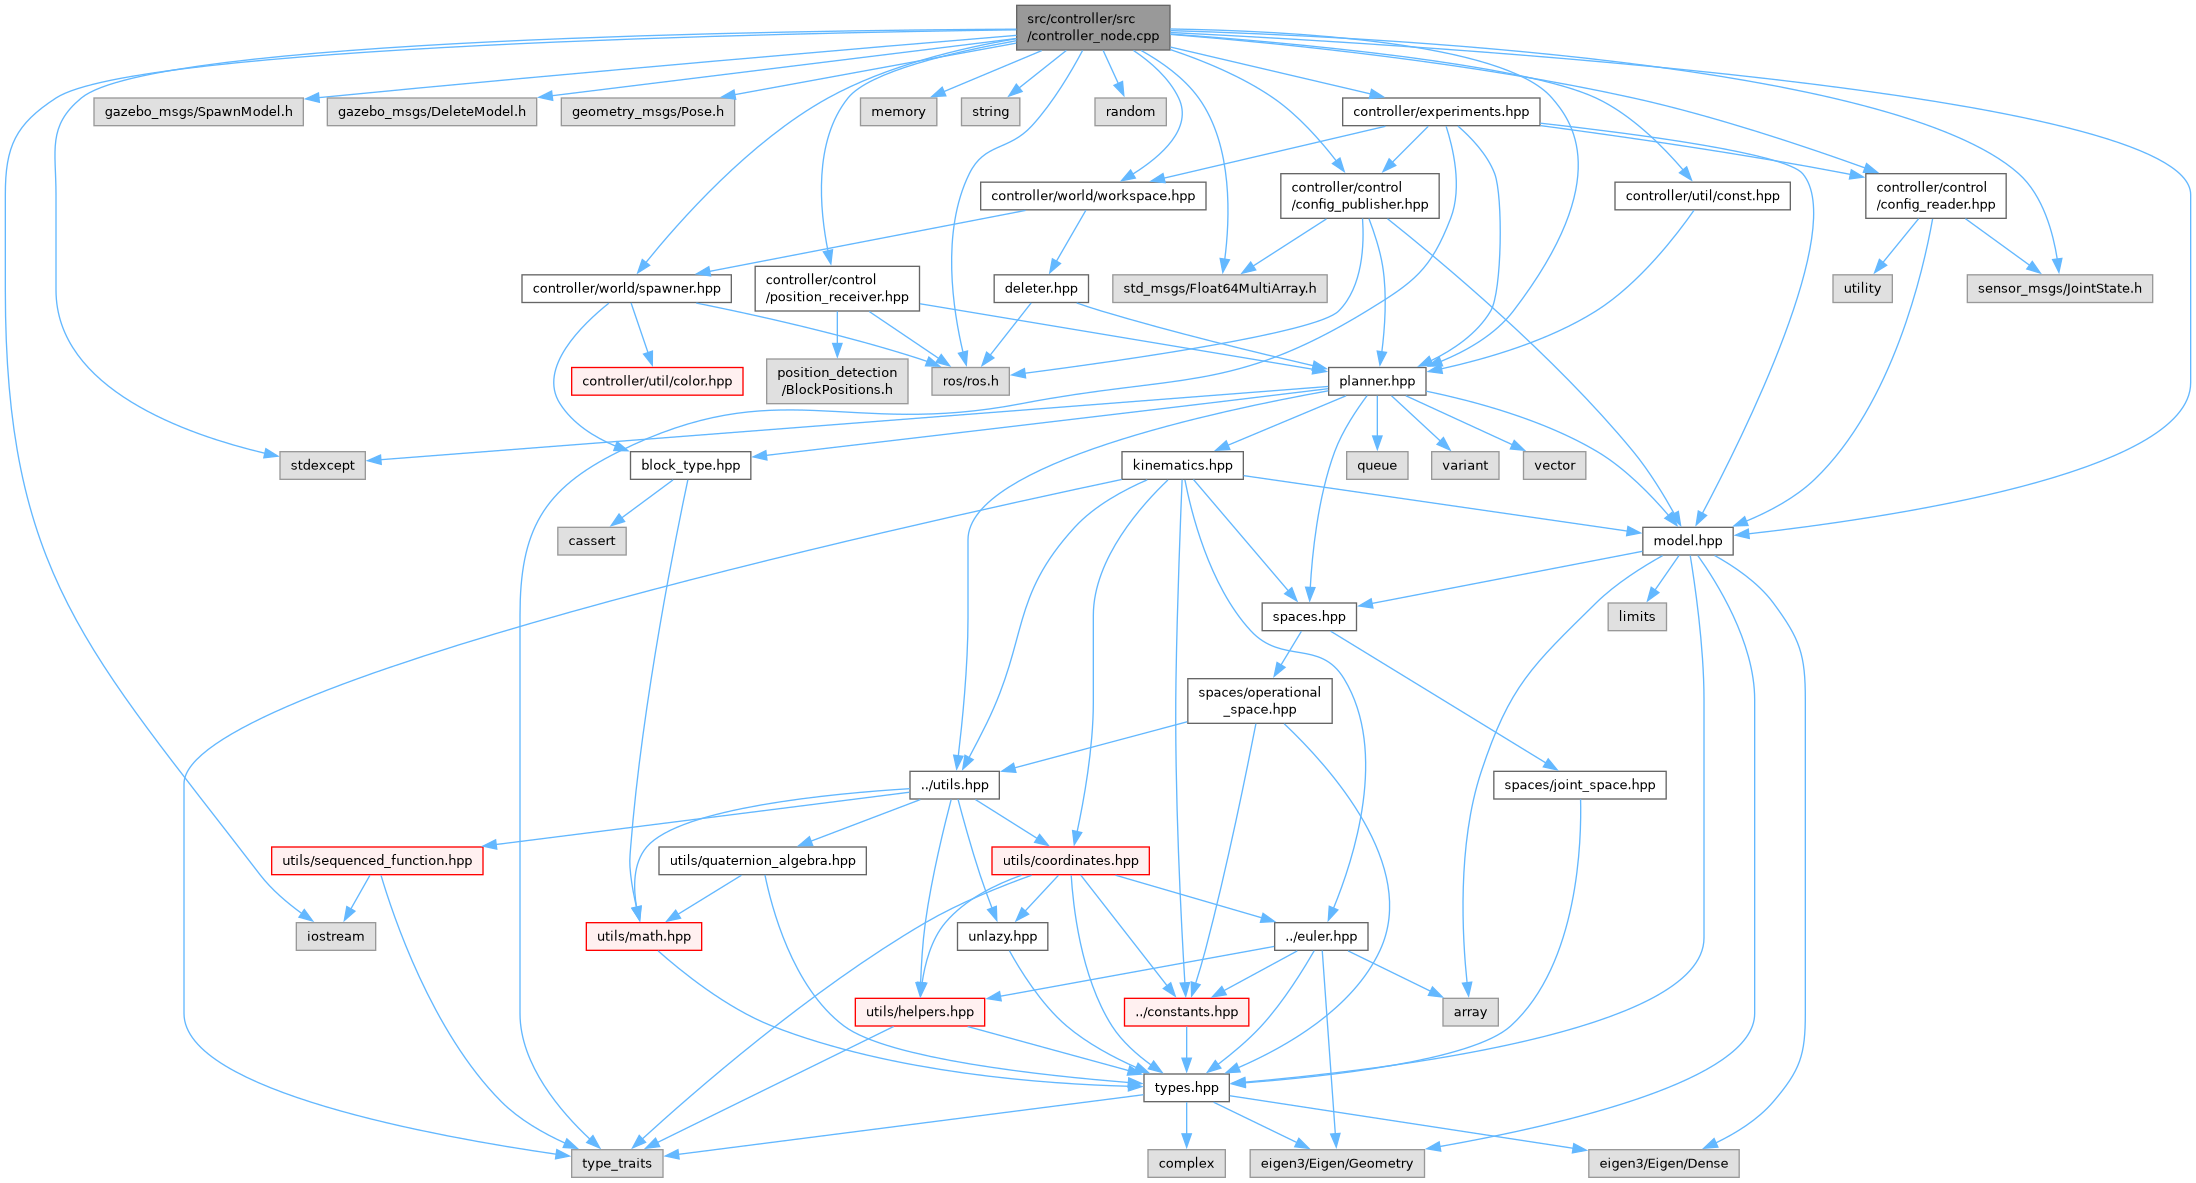 src/controller/src
/controller_node.cpp
gazebo_msgs/SpawnModel.h
gazebo_msgs/DeleteModel.h
geometry_msgs/Pose.h
memory
string
random
controller/experiments.hpp
controller/world/workspace.hpp
controller/control
/config_publisher.hpp
controller/util/const.hpp
controller/control
/config_reader.hpp
controller/world/spawner.hpp
controller/control
/position_receiver.hpp
deleter.hpp
std_msgs/Float64MultiArray.h
utility
sensor_msgs/JointState.h
controller/util/color.hpp
position_detection
/BlockPositions.h
ros/ros.h
planner.hpp
stdexcept
block_type.hpp
kinematics.hpp
queue
variant
vector
cassert
model.hpp
spaces.hpp
limits
spaces/operational
_space.hpp
../utils.hpp
spaces/joint_space.hpp
utils/sequenced_function.hpp
utils/quaternion_algebra.hpp
utils/coordinates.hpp
iostream
utils/math.hpp
unlazy.hpp
../euler.hpp
utils/helpers.hpp
../constants.hpp
array
types.hpp
type_traits
complex
eigen3/Eigen/Geometry
eigen3/Eigen/Dense